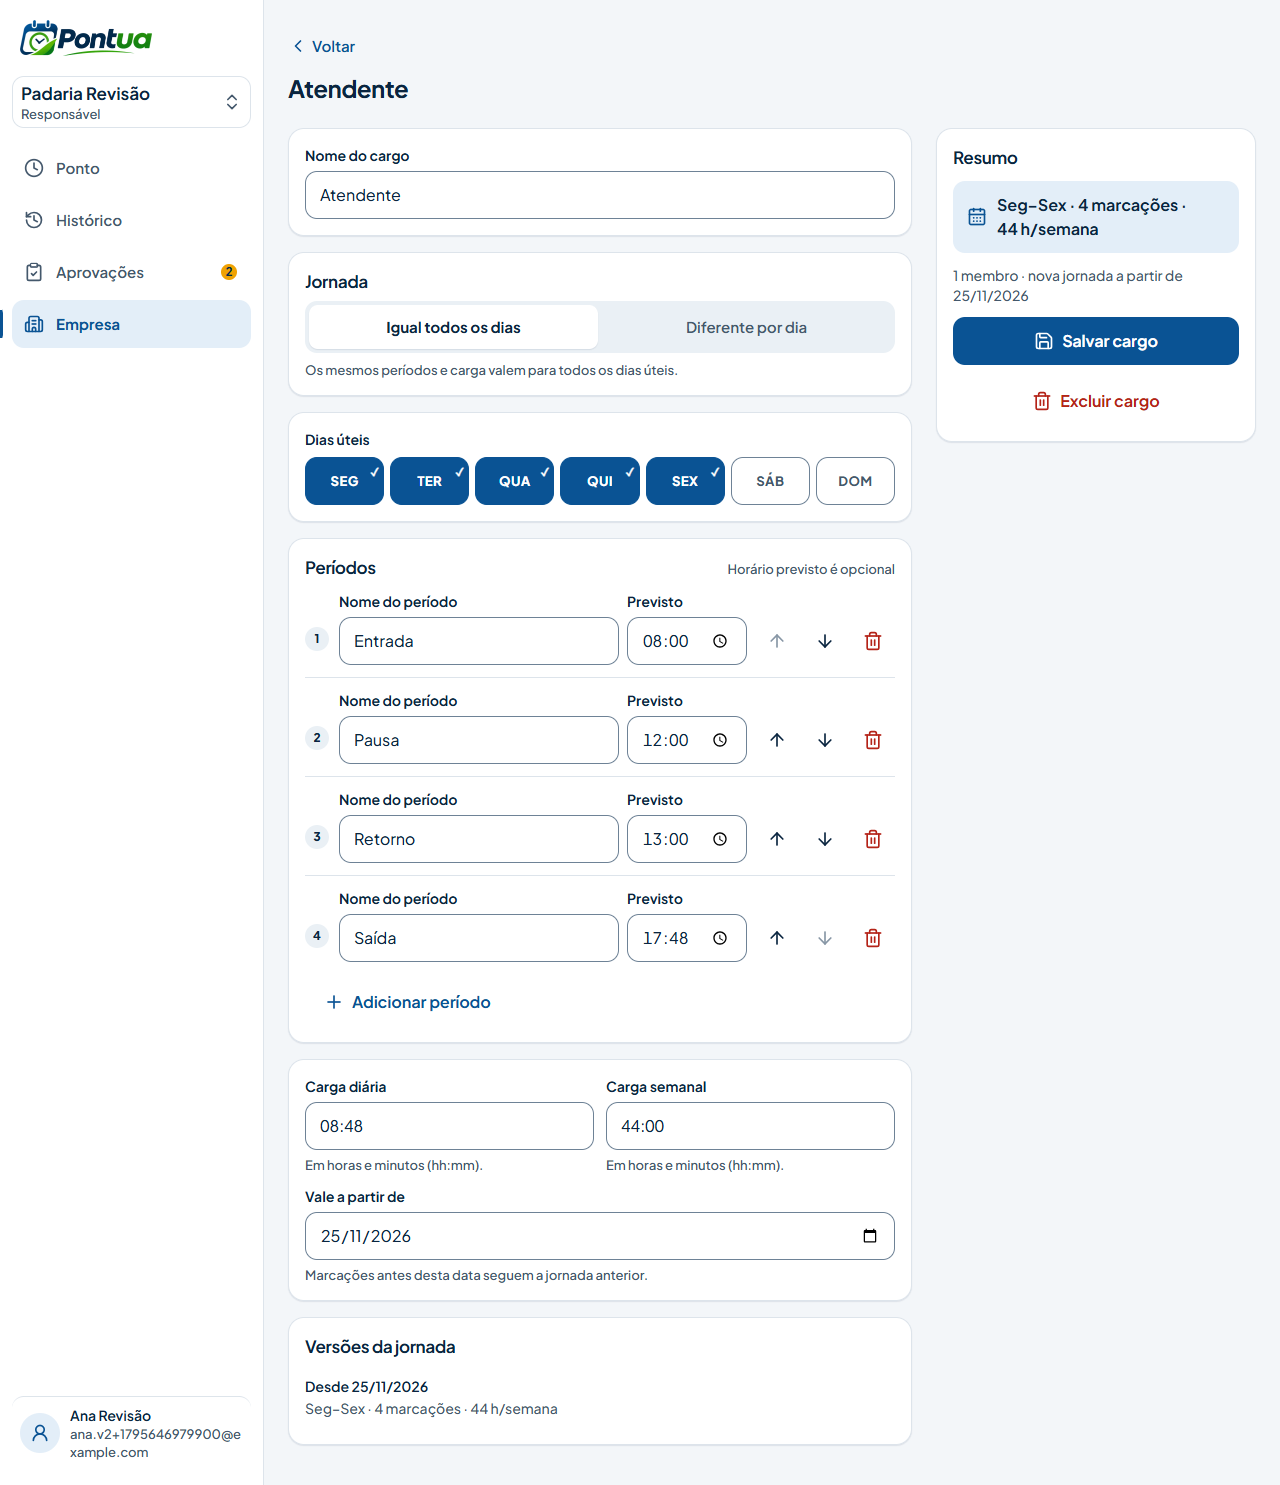 Pontua
Padaria Revisão
Responsável
Ponto
Histórico
Aprovações
2
Empresa
Voltar
Atendente
Nome do cargo
Atendente
Jornada
Igual todos os dias
Diferente por dia
Os mesmos períodos e carga valem para todos os dias úteis.
Dias úteis
SEG
TER
QUA
QUI
SEX
SÁB
DOM
Períodos
Horário previsto é opcional
Nome do período
Previsto
1
Entrada
08:00
Nome do período
Previsto
2
Pausa
12:00
Nome do período
Previsto
3
Retorno
13:00
Nome do período
Previsto
4
Saída
17:48
Adicionar período
Carga diária
Carga semanal
08:48
44:00
Em horas e minutos (hh:mm).
Em horas e minutos (hh:mm).
Vale a partir de
25/11/2026
Marcações antes desta data seguem a jornada anterior.
Versões da jornada
Desde 25/11/2026
Seg–Sex · 4 marcações · 44 h/semana
Resumo
Seg–Sex · 4 marcações ·
44 h/semana
1 membro · nova jornada a partir de
25/11/2026
Salvar cargo
Excluir cargo
Ana Revisão
ana.v2+1795646979900@e
xample.com